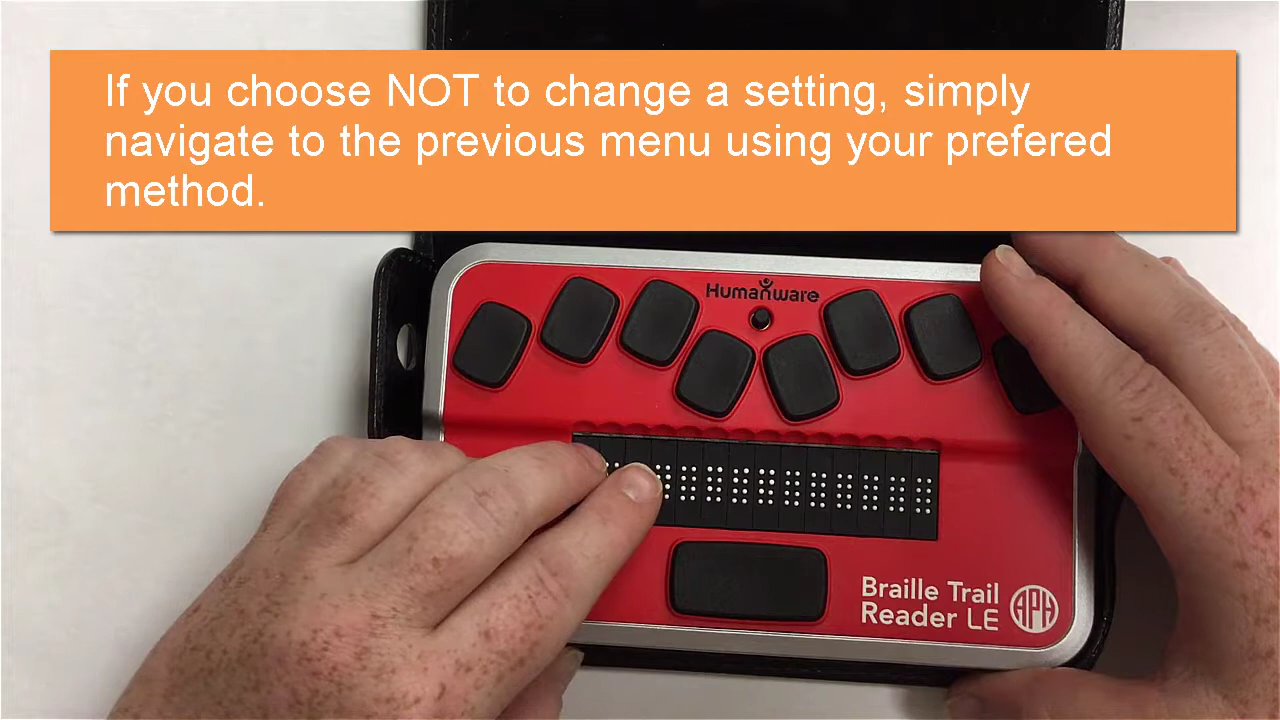 If you choose NOT to change a setting, simply
navigate to the previous menu using your prefered
method.
Humanware
Braille Trail
Reader LE
APH